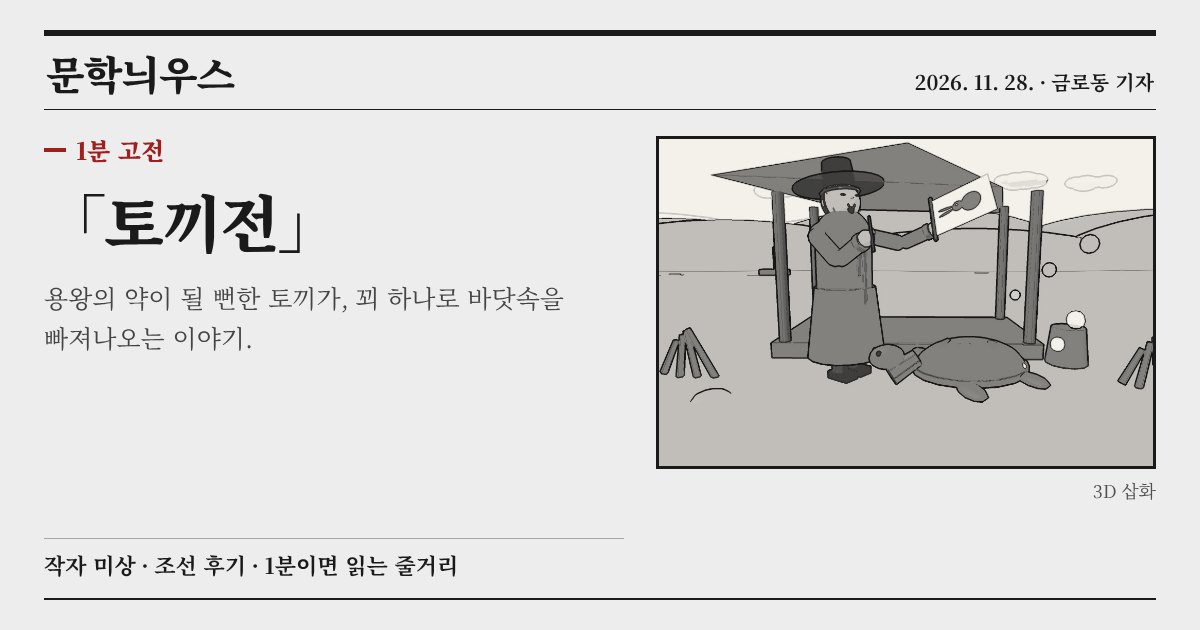 문학늬우스
2026. 11. 28. · 금로동 기자
1분 고전
「토끼전」
용왕의 약이 될 뻔한 토끼가, 꾀 하나로 바닷속을
빠져나오는 이야기.
3D 삽화
작자 미상 · 조선 후기 · 1분이면 읽는 줄거리